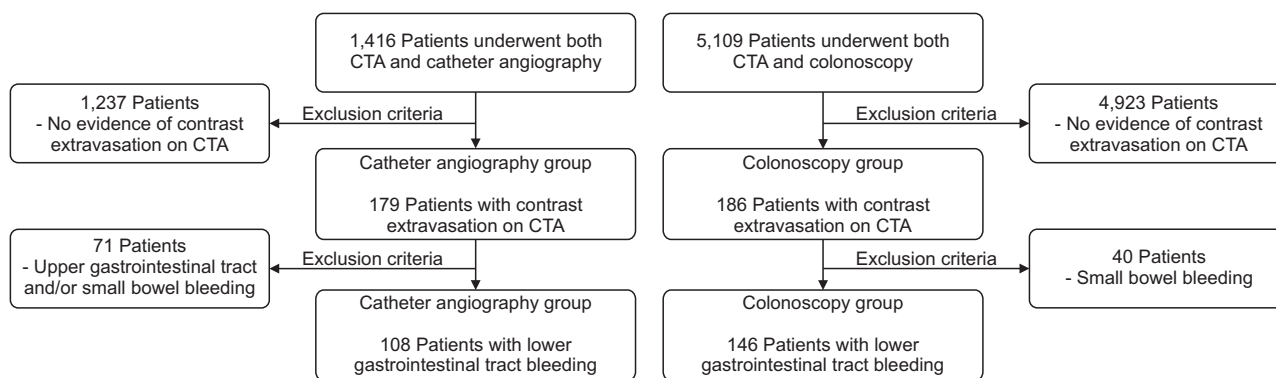 1,416 Patients underwent both
CTA and catheter angiography
5,109 Patients underwent both
CTA and colonoscopy
1,237 Patients
- No evidence of contrast
extravasation on CTA
Exclusion criteria
Exclusion criteria
4,923 Patients
- No evidence of contrast
extravasation on CTA
Catheter angiography group
179 Patients with contrast
extravasation on CTA
Colonoscopy group
186 Patients with contrast
extravasation on CTA
71 Patients
- Upper gastrointestinal tract
and/or small bowel bleeding
Exclusion criteria
Exclusion criteria
40 Patients
- Small bowel bleeding
Catheter angiography group
108 Patients with lower
gastrointestinal tract bleeding
Colonoscopy group
146 Patients with lower
gastrointestinal tract bleeding